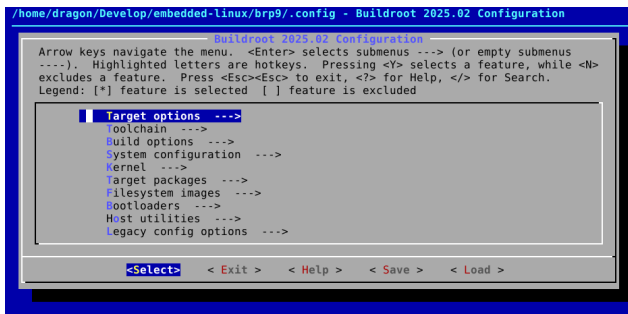 /home/dragon/Develop/embedded-linux/brp9/.config - Buildroot 2025.02 Configuration
Buildroot 2025.02 Configuration
Arrow keys navigate the menu.  <Enter> selects submenus ---> (or empty submenus
----).  Highlighted letters are hotkeys.  Pressing <Y> selects a feature, while <N>
excludes a feature.  Press <Esc><Esc> to exit, <?> for Help, </> for Search.
Legend: [*] feature is selected  [ ] feature is excluded
Target options  --->
Toolchain  --->
Build options  --->
System configuration  --->
Kernel  --->
Target packages  --->
Filesystem images  --->
Bootloaders  --->
Host utilities  --->
Legacy config options  --->
<Select>    < Exit >    < Help >    < Save >    < Load >